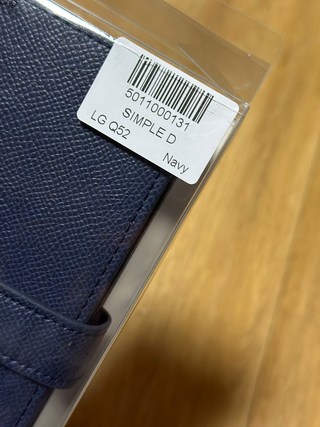 5011000131
SIMPLE D
LG Q52
Navy